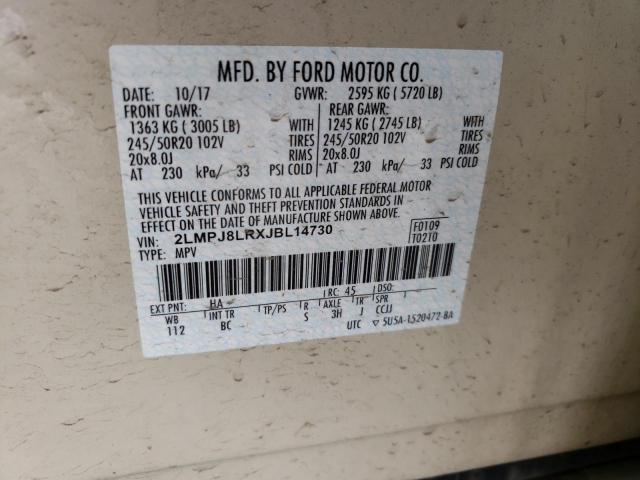 MFD. BY FORD MOTOR CO.
DATE: 10/17 GVWR: 2595 KG ( 5720 LB)
FRONT GAWR: REAR GAWR:
1363 KG ( 3005 LB) WITH 1245 KG ( 2745 LB) WITH
245/50R20 102V TIRES 245/50R20 102V TIRES
20x8.0J RIMS 20x8.0J RIMS
AT 230 kPa/ 33 PSI COLD AT 230 kPa/ 33 PSI COLD
THIS VEHICLE CONFORMS TO ALL APPLICABLE FEDERAL MOTOR
VEHICLE SAFETY AND THEFT PREVENTION STANDARDS IN
EFFECT ON THE DATE OF MANUFACTURE SHOWN ABOVE.
VIN: 2LMPJ8LRXJBL14730 F0109
TYPE: MPV T0210
EXT PNT: HA RC: 45 DSO:
WB INT TR TP/PS R AXLE TR SPR
112 BC S 3H J CCJJ
UTC ▽ 5U5A-1520472-BA